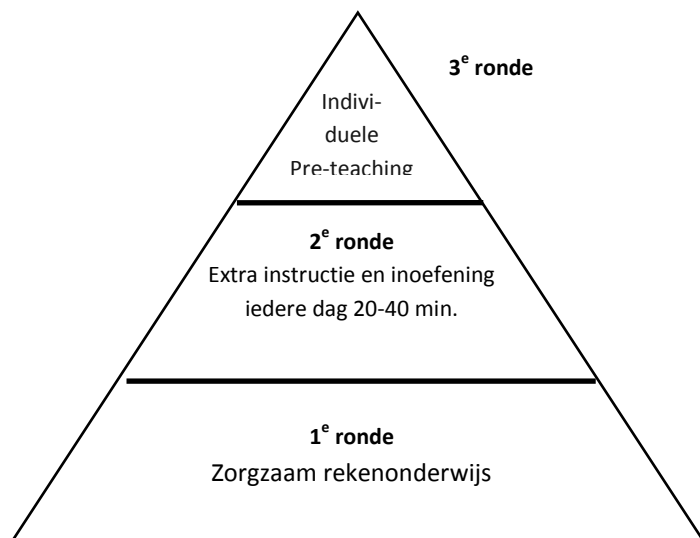 3e ronde
Indivi-
duele
Pre-teaching
2e ronde
Extra instructie en inoefening
iedere dag 20-40 min.
1e ronde
Zorgzaam rekenonderwijs